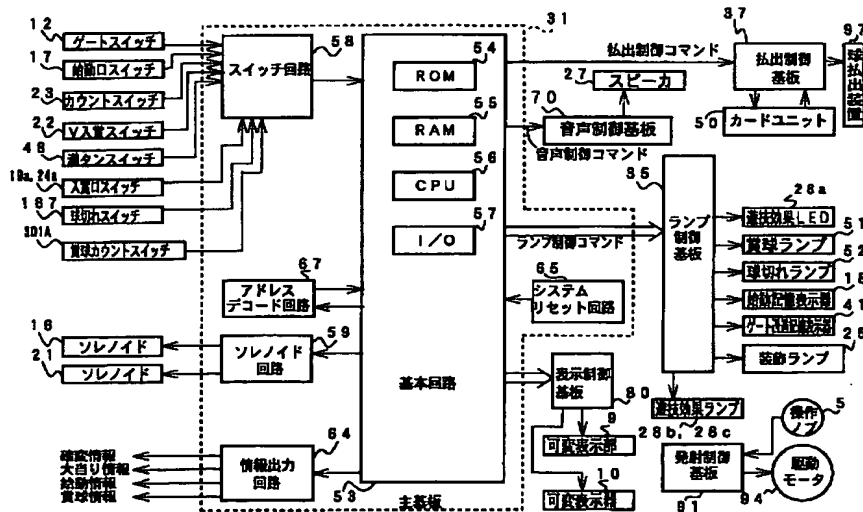 12
ゲートスイッチ
17
始動口スイッチ
23
カウントスイッチ
22
V入賞スイッチ
48
満タンスイッチ
19a, 24a
入賞口スイッチ
187
球切れスイッチ
301A
賞球カウントスイッチ
58
スイッチ回路
31
54
ROM
55
RAM
56
CPU
57
I/O
67
アドレス
デコード回路
65
システム
リセット回路
16
ソレノイド
21
ソレノイド
59
ソレノイド
回路
基本回路
確変情報
大当り情報
始動情報
賞球情報
64
情報出力
回路
53
主基板
払出制御コマンド
27
スピーカ
70
音声制御基板
音声制御コマンド
ランプ制御コマンド
37
払出制御
基板
97
球払出装置
50
カードユニット
35
ランプ
制御
基板
28a
遊技効果LED
51
賞球ランプ
52
球切れランプ
18
始動記憶表示器
41
ゲート通過記憶表示器
25
装飾ランプ
遊技効果ランプ
28b, 28c
表示制御
基板
80
9
可変表示部
10
可変表示器
操作
ノブ
5
発射制御
基板
91
駆動
モータ
94